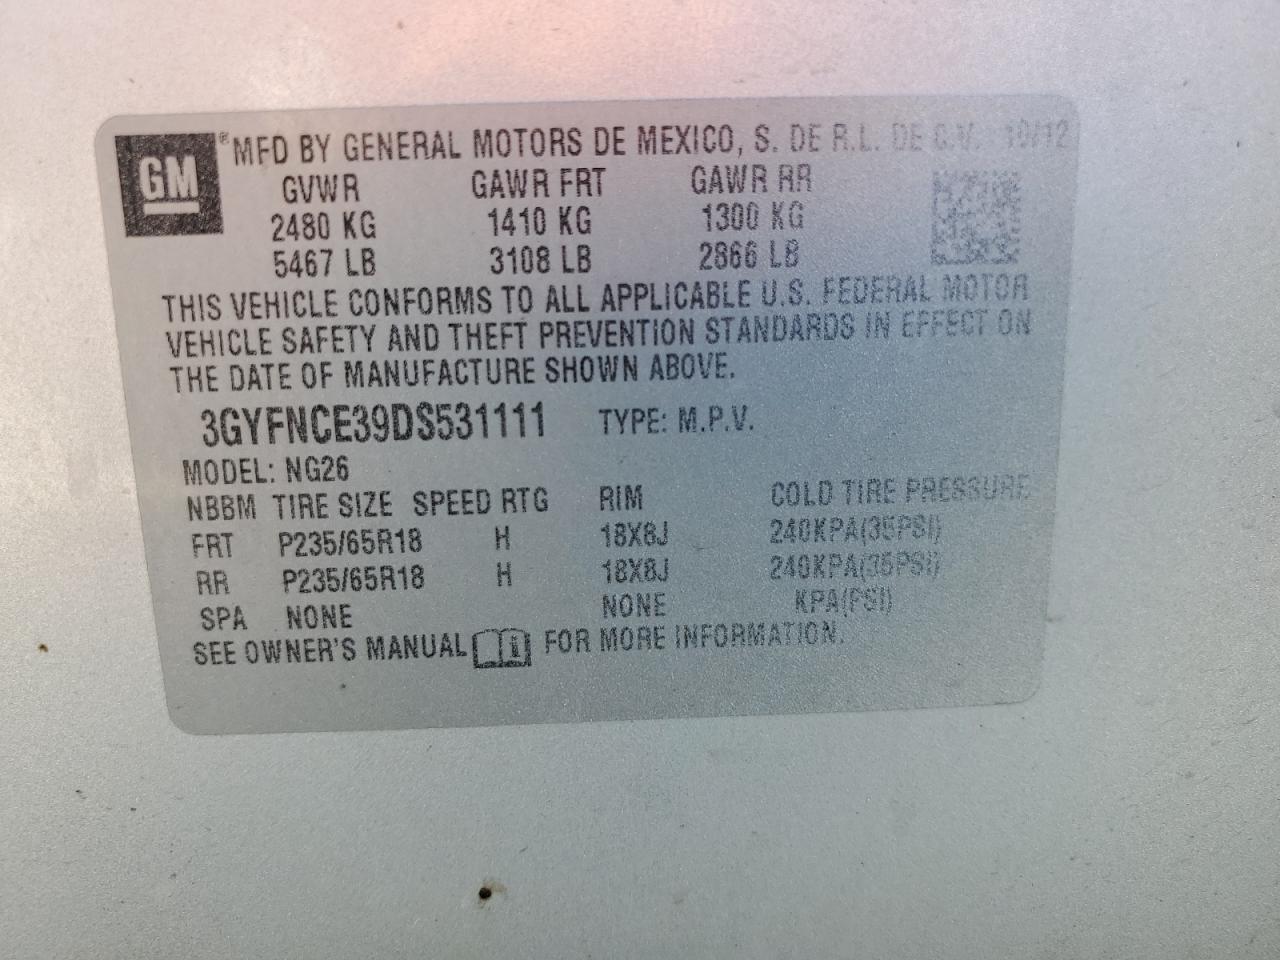 GM ® MFD BY GENERAL MOTORS DE MEXICO, S. DE R.L. DE C.V. 10/12
GVWR GAWR FRT GAWR RR
2480 KG 1410 KG 1300 KG
5467 LB 3108 LB 2866 LB
THIS VEHICLE CONFORMS TO ALL APPLICABLE U.S. FEDERAL MOTOR
VEHICLE SAFETY AND THEFT PREVENTION STANDARDS IN EFFECT ON
THE DATE OF MANUFACTURE SHOWN ABOVE.
3GYFNCE39DS531111 TYPE: M.P.V.
MODEL: NG26
NBBM TIRE SIZE SPEED RTG RIM COLD TIRE PRESSURE
FRT P235/65R18 H 18X8J 240KPA(35PSI)
RR P235/65R18 H 18X8J 240KPA(35PSI)
SPA NONE NONE KPA(PSI)
SEE OWNER'S MANUAL FOR MORE INFORMATION.